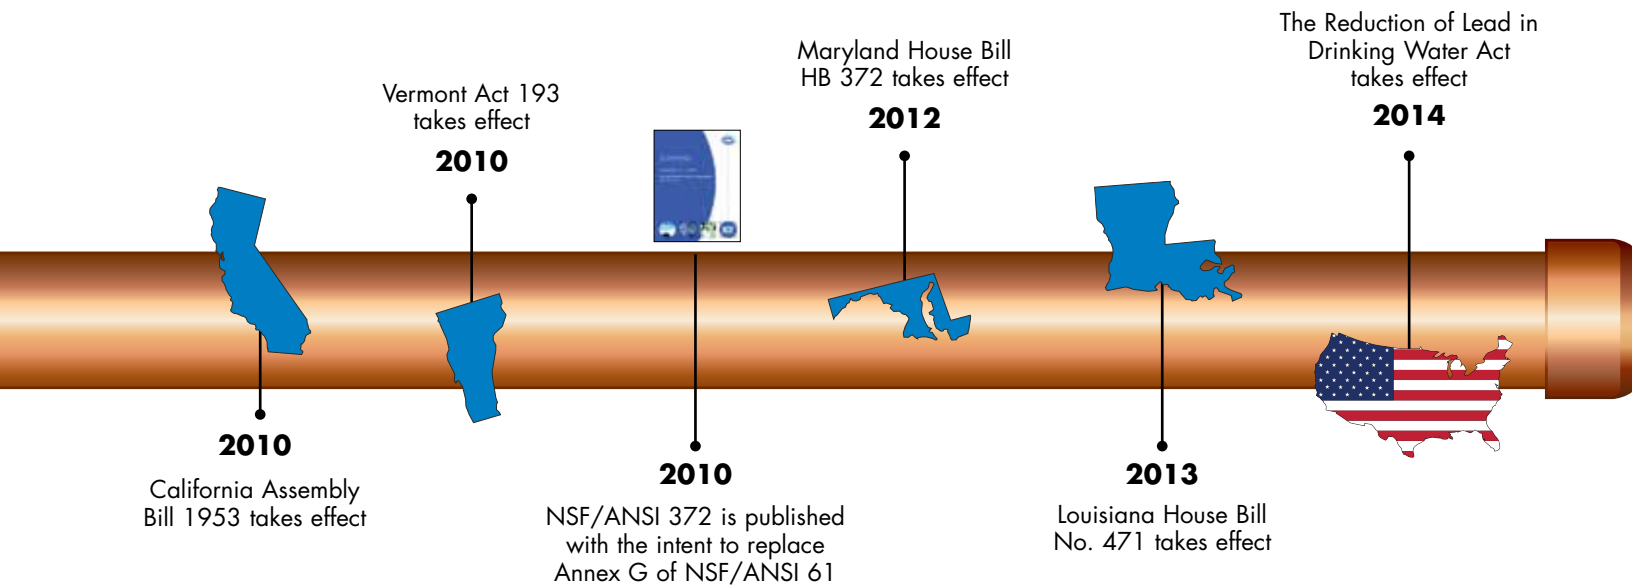 2010
California Assembly
Bill 1953 takes effect
Vermont Act 193
takes effect
2010
2010
NSF/ANSI 372 is published
with the intent to replace
Annex G of NSF/ANSI 61
Maryland House Bill
HB 372 takes effect
2012
2013
Louisiana House Bill
No. 471 takes effect
The Reduction of Lead in
Drinking Water Act
takes effect
2014